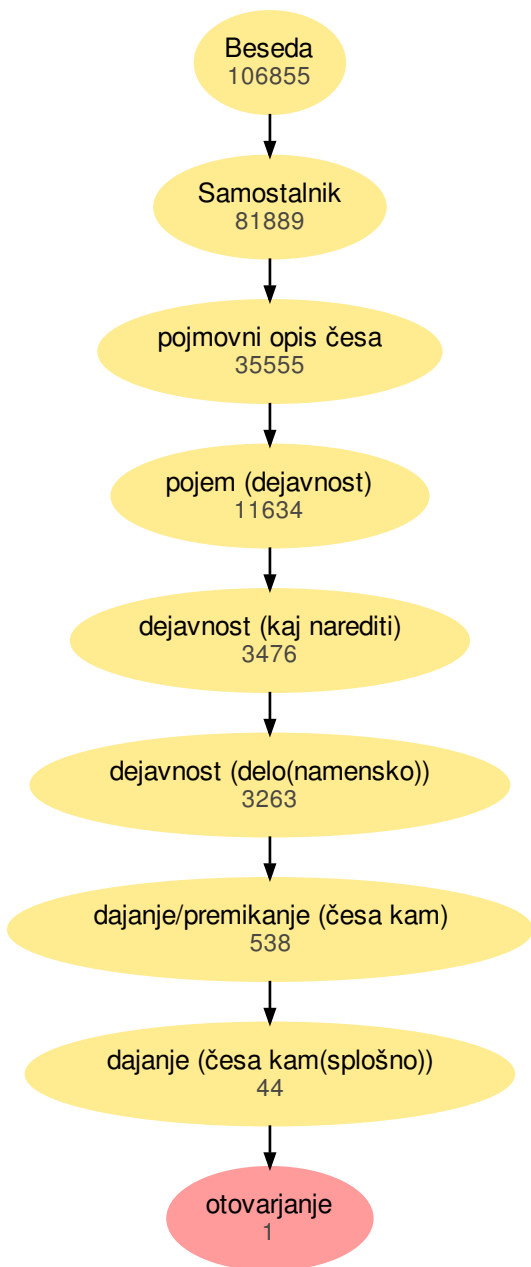 Beseda
106855
Samostalnik
81889
pojmovni opis česa
35555
pojem (dejavnost)
11634
dejavnost (kaj narediti)
3476
dejavnost (delo(namensko))
3263
dajanje/premikanje (česa kam)
538
dajanje (česa kam(splošno))
44
otovarjanje
1